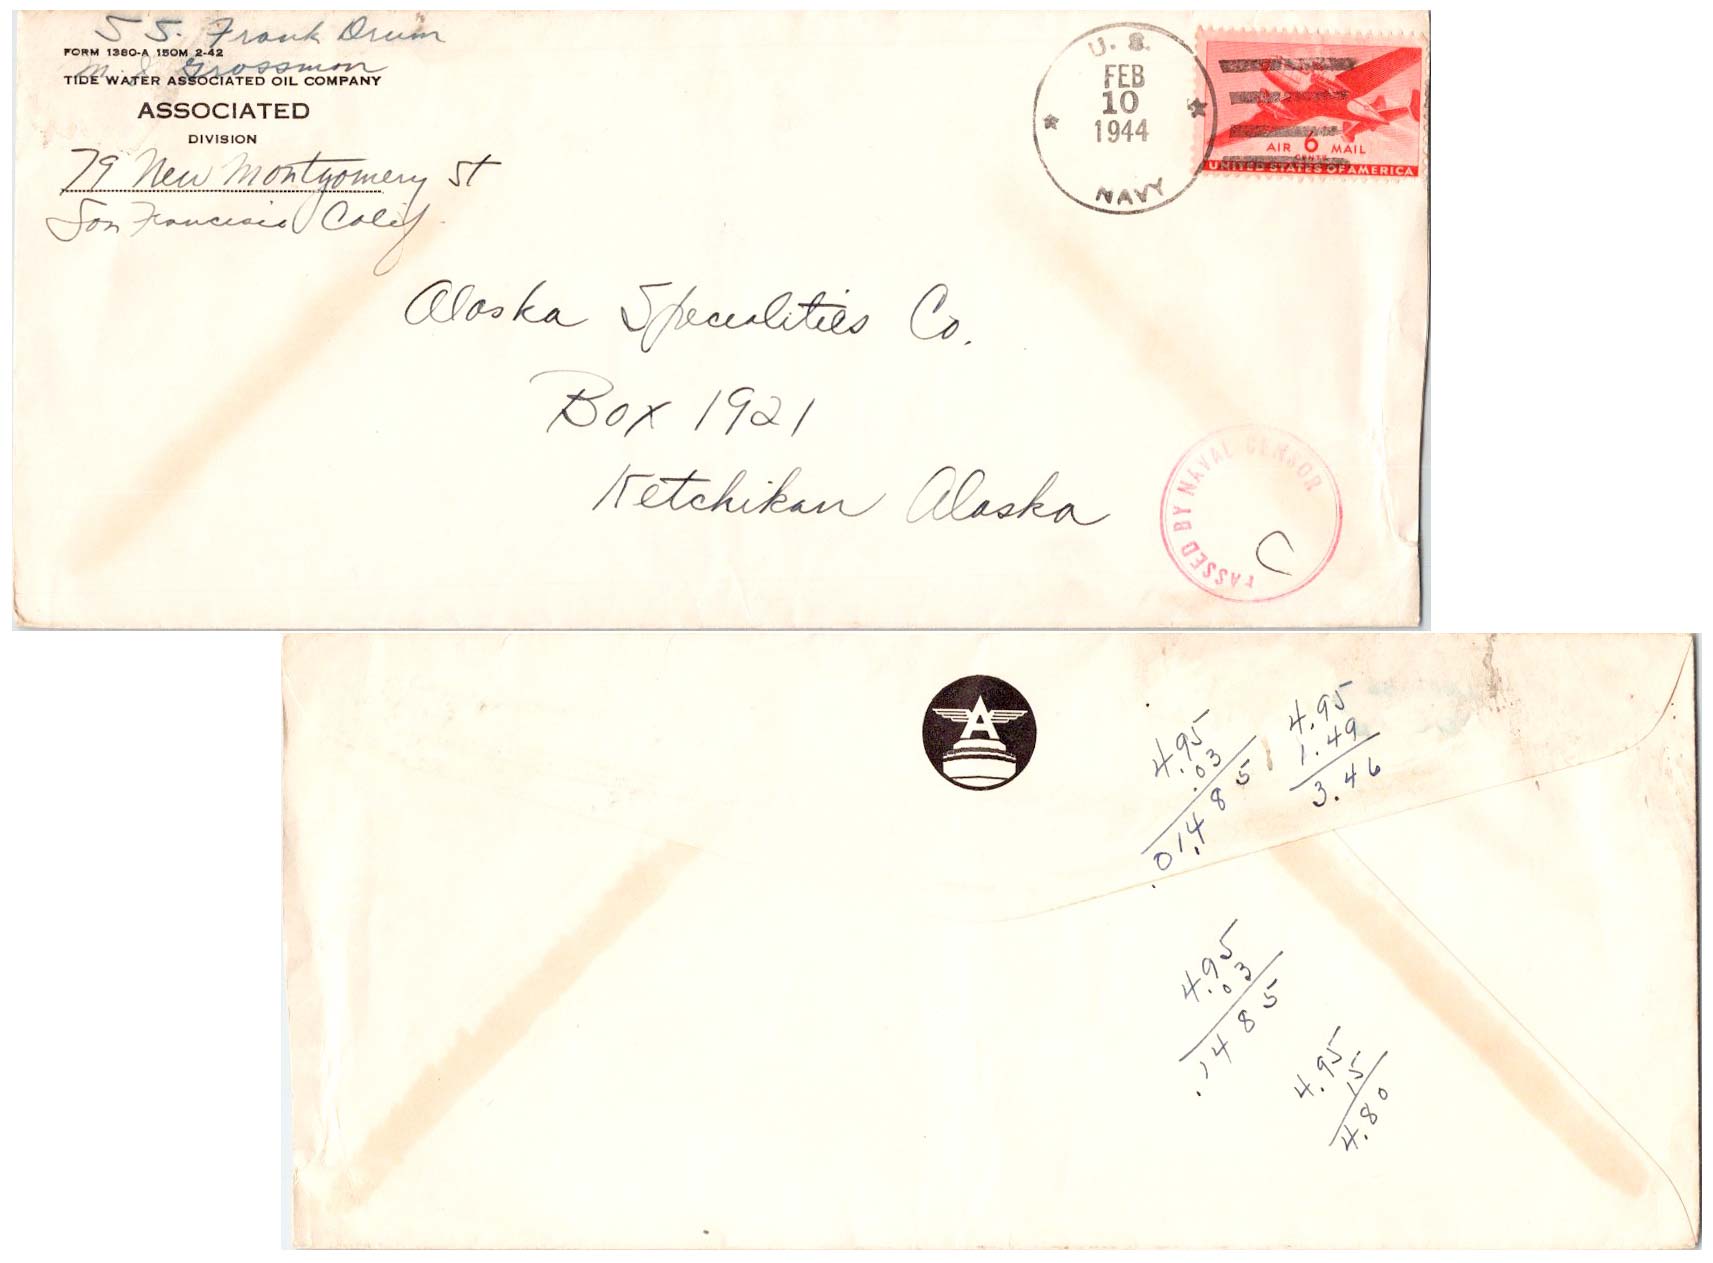 S S. Frank Drum
FORM 1380-A 150M 2-42
M. J. Grossman
TIDE WATER ASSOCIATED OIL COMPANY
ASSOCIATED
DIVISION
79 New Montgomery St
San Francisco Calif.
U. S.
FEB
10
1944
NAVY
AIR 6 MAIL
CENTS
UNITED STATES OF AMERICA
Alaska Specialities Co.
Box 1921
Ketchikan Alaska
PASSED BY NAVAL CENSOR
C
A
4.95
.03
.01485
4.95
1.49
3.46
4.95
.03
.1485
4.95
15
4.80